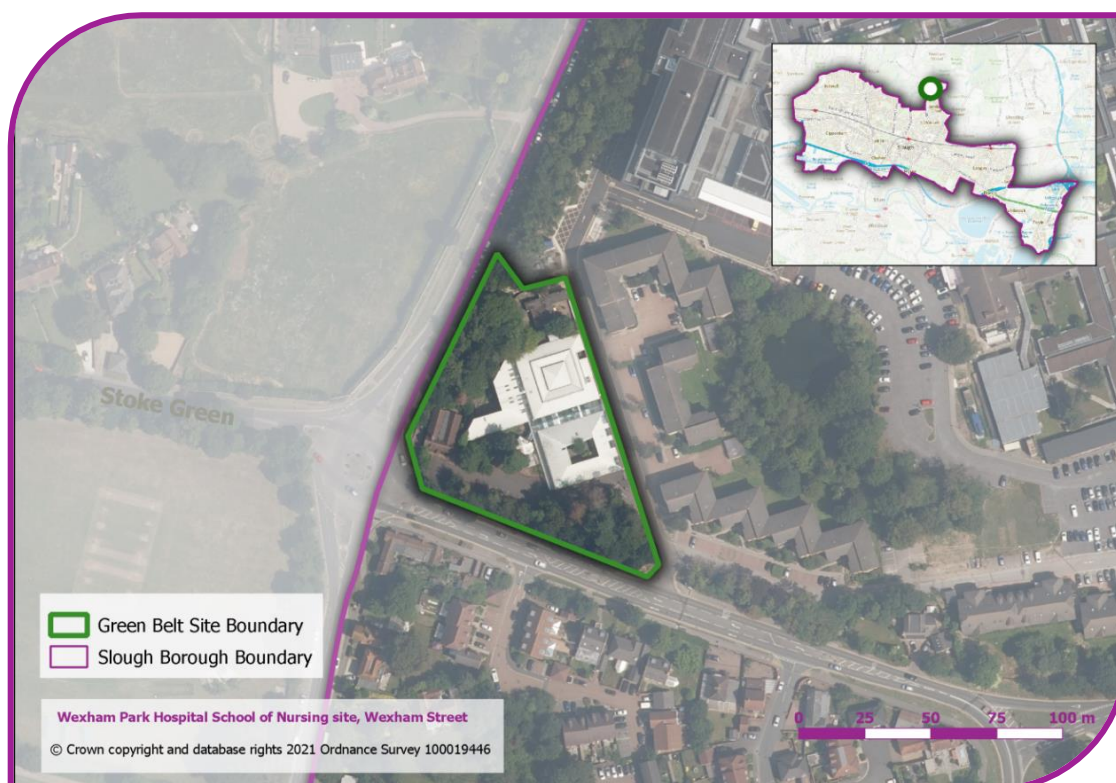 Stoke Green
Green Belt Site Boundary
Slough Borough Boundary
Wexham Park Hospital School of Nursing site, Wexham Street
© Crown copyright and database rights 2021 Ordnance Survey 100019446
0 25 50 75 100 m
Slough